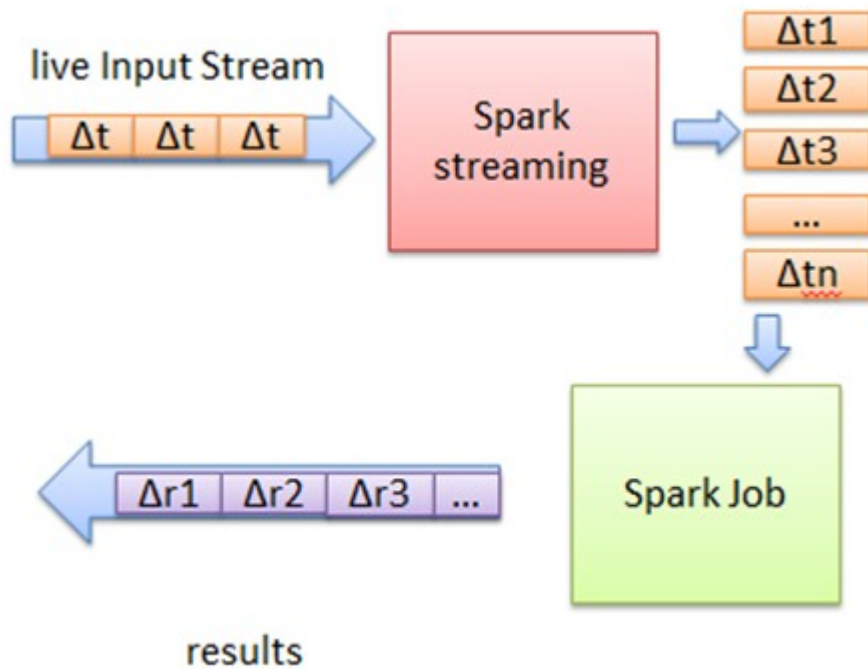 live Input Stream
Δt Δt Δt
Spark
streaming
Δt1
Δt2
Δt3
...
Δtn
Spark Job
Δr1 Δr2 Δr3 ...
results